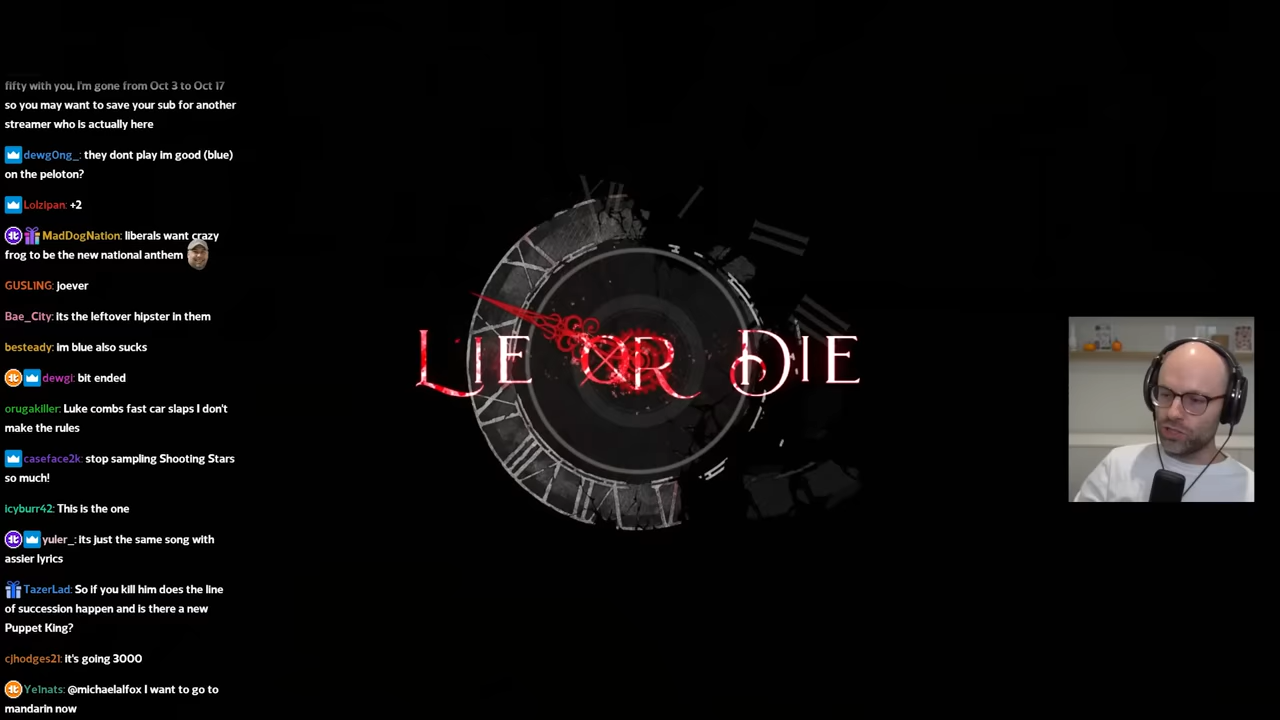 fifty with you, I'm gone from Oct 3 to Oct 17
so you may want to save your sub for another
streamer who is actually here
dewg0ng_: they dont play im good (blue)
on the peloton?
Lolzipan: +2
MadDogNation: liberals want crazy
frog to be the new national anthem
GUSL1NG: joever
Bae_City: its the leftover hipster in them
besteady: im blue also sucks
dewgi: bit ended
orugakiller: Luke combs fast car slaps I don't
make the rules
caseface2k: stop sampling Shooting Stars
so much!
icyburr42: This is the one
yuler_: its just the same song with
assier lyrics
TazerLad: So if you kill him does the line
of succession happen and is there a new
Puppet King?
cjhodges21: it's going 3000
Ye1nats: @michaelalfox I want to go to
mandarin now
LIE OR DIE